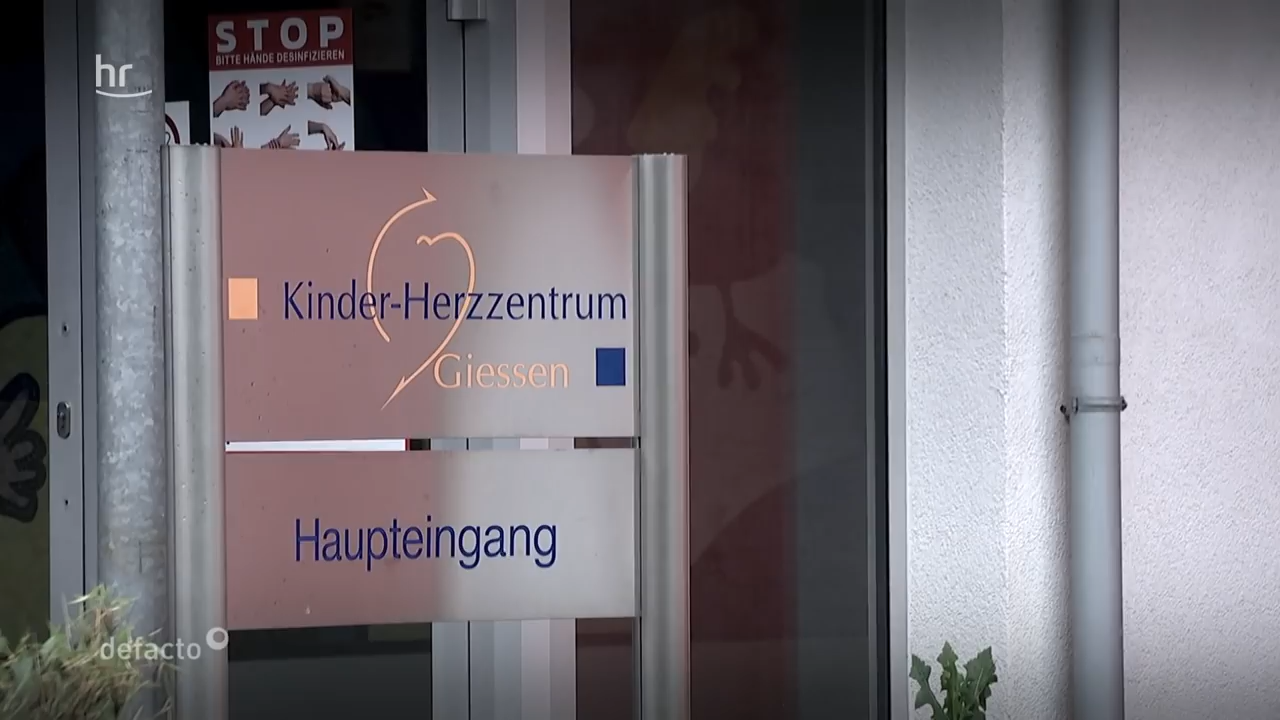 STOP
BITTE HÄNDE DESINFIZIEREN
hr
Kinder-Herzzentrum
Giessen
Haupteingang
defacto